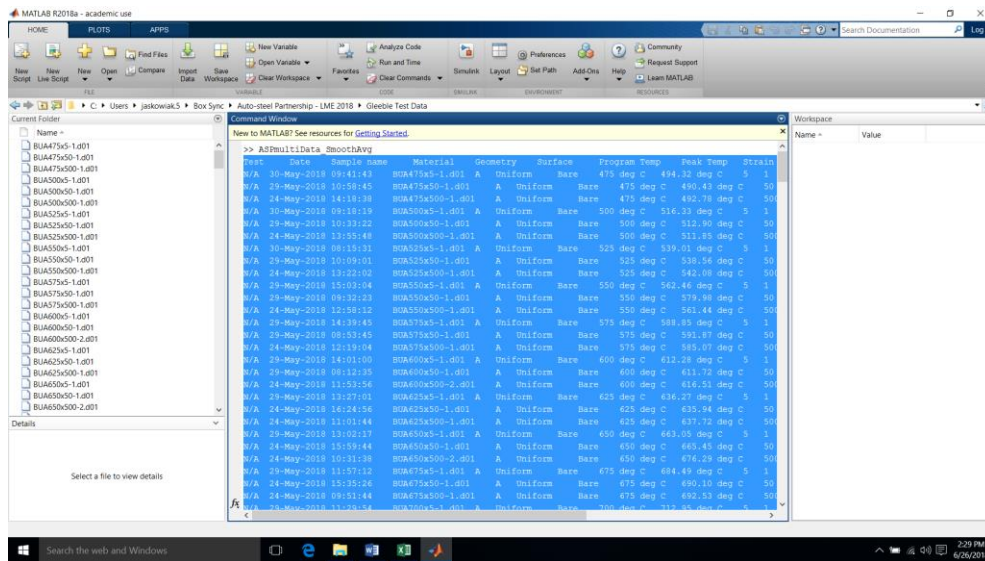 MATLAB R2018a - academic use
HOME PLOTS APPS
Search Documentation
Log
New Script
New Live Script
New
Open
Find Files
Compare
Import Data
Save Workspace
New Variable
Open Variable
Clear Workspace
Favorites
Analyze Code
Run and Time
Clear Commands
Simulink
Layout
Preferences
Set Path
Add-Ons
Help
Community
Request Support
Learn MATLAB
FILE VARIABLE CODE SIMULINK ENVIRONMENT RESOURCES
C: Users jaskowiak.5 Box Sync Auto-steel Partnership - LME 2018 Gleebie Test Data
Current Folder
Name
BUA475x5-1.d01
BUA475x50-1.d01
BUA475x500-1.d01
BUA500x5-1.d01
BUA500x50-1.d01
BUA500x500-1.d01
BUA525x5-1.d01
BUA525x50-1.d01
BUA525x500-1.d01
BUA550x5-1.d01
BUA550x50-1.d01
BUA550x500-1.d01
BUA575x5-1.d01
BUA575x50-1.d01
BUA575x500-1.d01
BUA600x5-1.d01
BUA600x50-1.d01
BUA600x500-2.d01
BUA625x5-1.d01
BUA625x50-1.d01
BUA625x500-1.d01
BUA650x5-1.d01
BUA650x50-1.d01
BUA650x500-2.d01
Details
Select a file to view details
Command Window
New to MATLAB? See resources for Getting Started.
>> ASPmultiData_SmoothAvg
Test Date Sample name Material Geometry Surface Program Temp Peak Temp Strain
N/A 30-May-2018 09:41:43 BUA475x5-1.d01 A Uniform Bare 475 deg C 494.32 deg C 5 1
N/A 29-May-2018 10:58:45 BUA475x50-1.d01 A Uniform Bare 475 deg C 490.43 deg C 50
N/A 24-May-2018 14:18:38 BUA475x500-1.d01 A Uniform Bare 475 deg C 492.78 deg C 500
N/A 30-May-2018 09:18:19 BUA500x5-1.d01 A Uniform Bare 500 deg C 516.33 deg C 5 1
N/A 29-May-2018 10:33:22 BUA500x50-1.d01 A Uniform Bare 500 deg C 512.90 deg C 50
N/A 24-May-2018 13:55:48 BUA500x500-1.d01 A Uniform Bare 500 deg C 511.85 deg C 500
N/A 30-May-2018 08:15:31 BUA525x5-1.d01 A Uniform Bare 525 deg C 539.01 deg C 5 1
N/A 29-May-2018 10:09:01 BUA525x50-1.d01 A Uniform Bare 525 deg C 538.56 deg C 50
N/A 24-May-2018 13:22:02 BUA525x500-1.d01 A Uniform Bare 525 deg C 542.08 deg C 500
N/A 29-May-2018 15:03:04 BUA550x5-1.d01 A Uniform Bare 550 deg C 562.46 deg C 5 1
N/A 29-May-2018 09:32:23 BUA550x50-1.d01 A Uniform Bare 550 deg C 579.98 deg C 50
N/A 24-May-2018 12:58:12 BUA550x500-1.d01 A Uniform Bare 550 deg C 561.44 deg C 500
N/A 29-May-2018 14:39:45 BUA575x5-1.d01 A Uniform Bare 575 deg C 588.85 deg C 5 1
N/A 29-May-2018 08:53:45 BUA575x50-1.d01 A Uniform Bare 575 deg C 591.87 deg C 50
N/A 24-May-2018 12:19:04 BUA575x500-1.d01 A Uniform Bare 575 deg C 585.07 deg C 500
N/A 29-May-2018 14:01:00 BUA600x5-1.d01 A Uniform Bare 600 deg C 612.28 deg C 5 1
N/A 29-May-2018 08:12:35 BUA600x50-1.d01 A Uniform Bare 600 deg C 611.72 deg C 50
N/A 24-May-2018 11:53:56 BUA600x500-2.d01 A Uniform Bare 600 deg C 616.51 deg C 500
N/A 29-May-2018 13:27:01 BUA625x5-1.d01 A Uniform Bare 625 deg C 636.27 deg C 5 1
N/A 24-May-2018 16:24:56 BUA625x50-1.d01 A Uniform Bare 625 deg C 635.94 deg C 50
N/A 24-May-2018 11:01:44 BUA625x500-1.d01 A Uniform Bare 625 deg C 637.72 deg C 500
N/A 29-May-2018 13:02:17 BUA650x5-1.d01 A Uniform Bare 650 deg C 663.05 deg C 5 1
N/A 24-May-2018 15:59:44 BUA650x50-1.d01 A Uniform Bare 650 deg C 665.45 deg C 50
N/A 24-May-2018 10:31:38 BUA650x500-2.d01 A Uniform Bare 650 deg C 676.29 deg C 500
N/A 29-May-2018 11:57:12 BUA675x5-1.d01 A Uniform Bare 675 deg C 684.49 deg C 5 1
N/A 24-May-2018 15:35:26 BUA675x50-1.d01 A Uniform Bare 675 deg C 690.10 deg C 50
N/A 24-May-2018 09:51:44 BUA675x500-1.d01 A Uniform Bare 675 deg C 692.53 deg C 500
N/A 29-May-2018 11:29:54 BUA700x5-1.d01 A Uniform Bare 700 deg C 712.95 deg C 5 1
fx
Workspace
Name Value
Search the web and Windows
2:29 PM
6/26/201